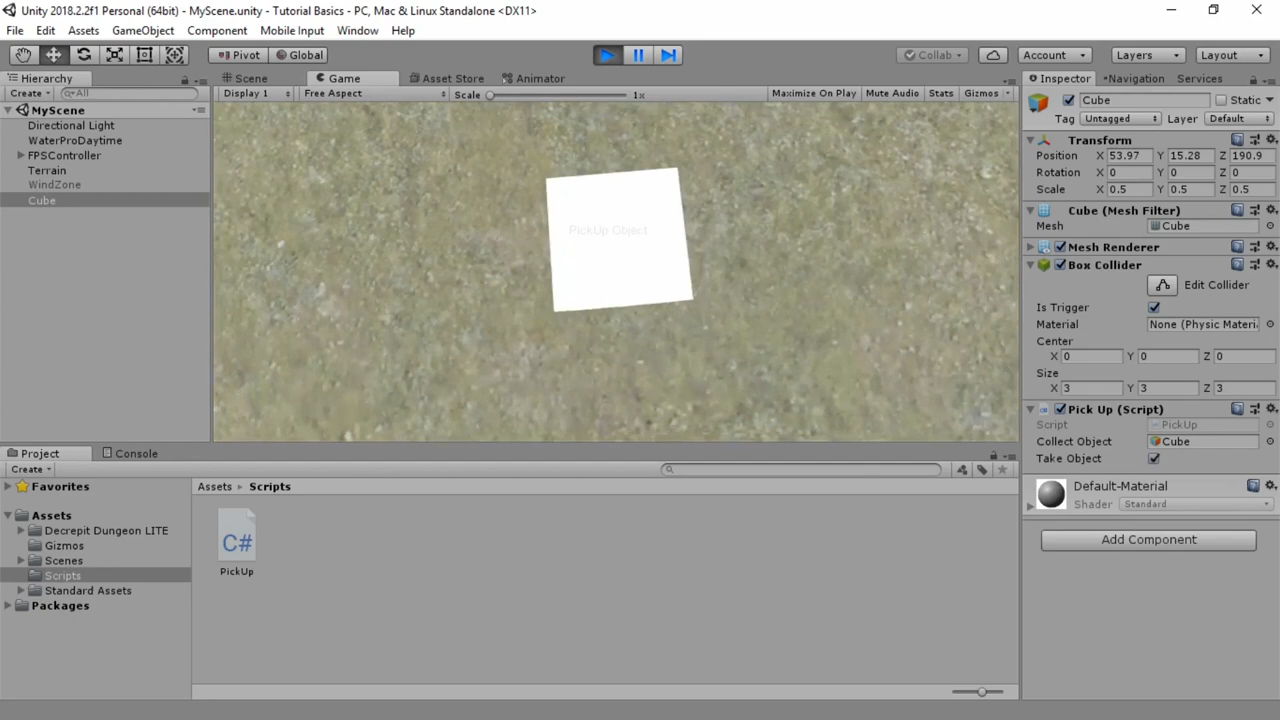 Unity 2018.2.2f1 Personal (64bit) - MyScene.unity - Tutorial Basics - PC, Mac & Linux Standalone <DX11>
File Edit Assets GameObject Component Mobile Input Window Help
Pivot Global Collab Account Layers Layout
Hierarchy Scene Game Asset Store Animator Inspector Navigation Services
Create All Display 1 Free Aspect Scale 1x Maximize On Play Mute Audio Stats Gizmos
Cube Static
MyScene
Tag Untagged Layer Default
Directional Light
WaterProDaytime
FPSController
Terrain
WindZone
Cube
PickUp Object
Transform
Position X 53.97 Y 15.28 Z 190.9
Rotation X 0 Y 0 Z 0
Scale X 0.5 Y 0.5 Z 0.5
Cube (Mesh Filter)
Mesh Cube
Mesh Renderer
Box Collider
Edit Collider
Is Trigger
Material None (Physic Materi
Center
X 0 Y 0 Z 0
Size
X 3 Y 3 Z 3
Pick Up (Script)
Script PickUp
Collect Object Cube
Take Object
Default-Material
Shader Standard
Add Component
Project Console
Create
Favorites
Assets
Decrepit Dungeon LITE
Gizmos
Scenes
Scripts
Standard Assets
Packages
Assets Scripts
C#
PickUp